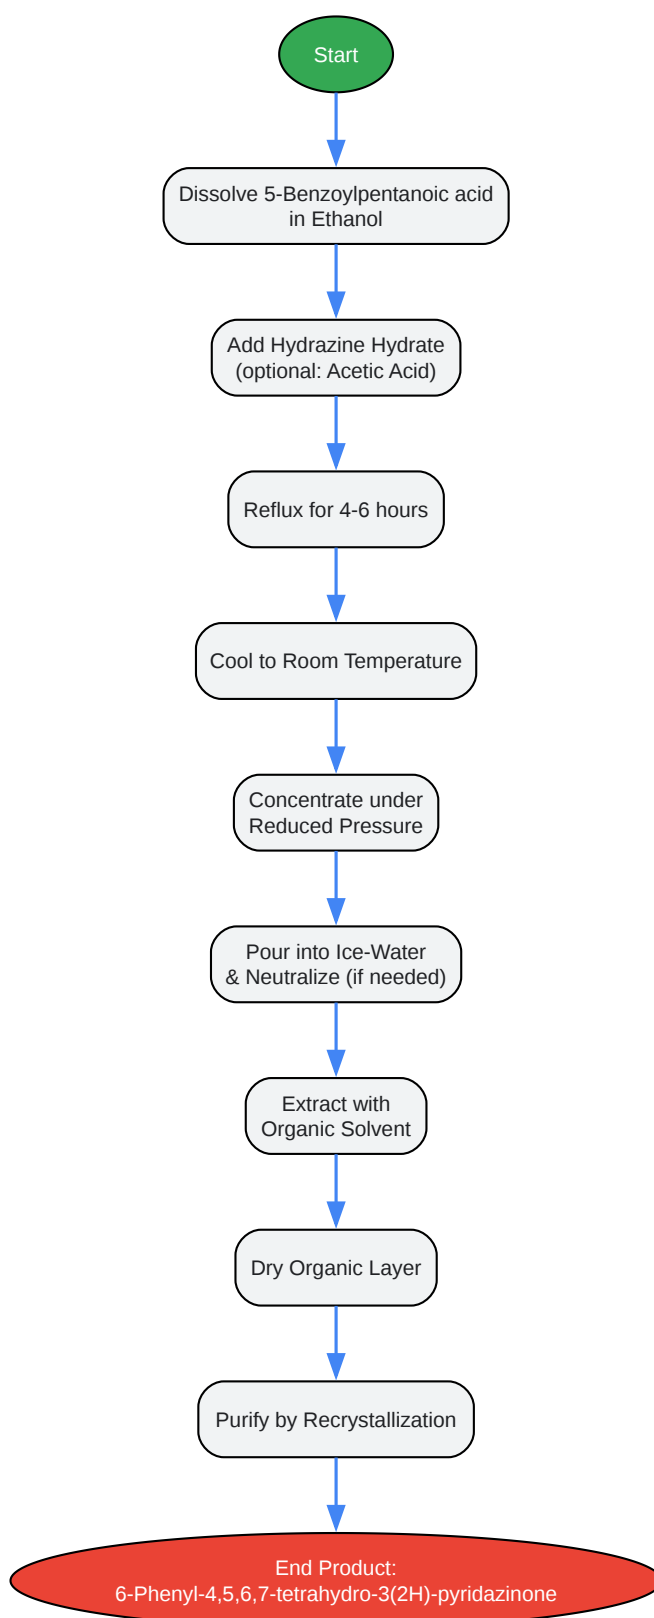 Start
Dissolve 5-Benzoylpentanoic acid
in Ethanol
Add Hydrazine Hydrate
(optional: Acetic Acid)
Reflux for 4-6 hours
Cool to Room Temperature
Concentrate under
Reduced Pressure
Pour into Ice-Water
& Neutralize (if needed)
Extract with
Organic Solvent
Dry Organic Layer
Purify by Recrystallization
End Product:
6-Phenyl-4,5,6,7-tetrahydro-3(2H)-pyridazinone